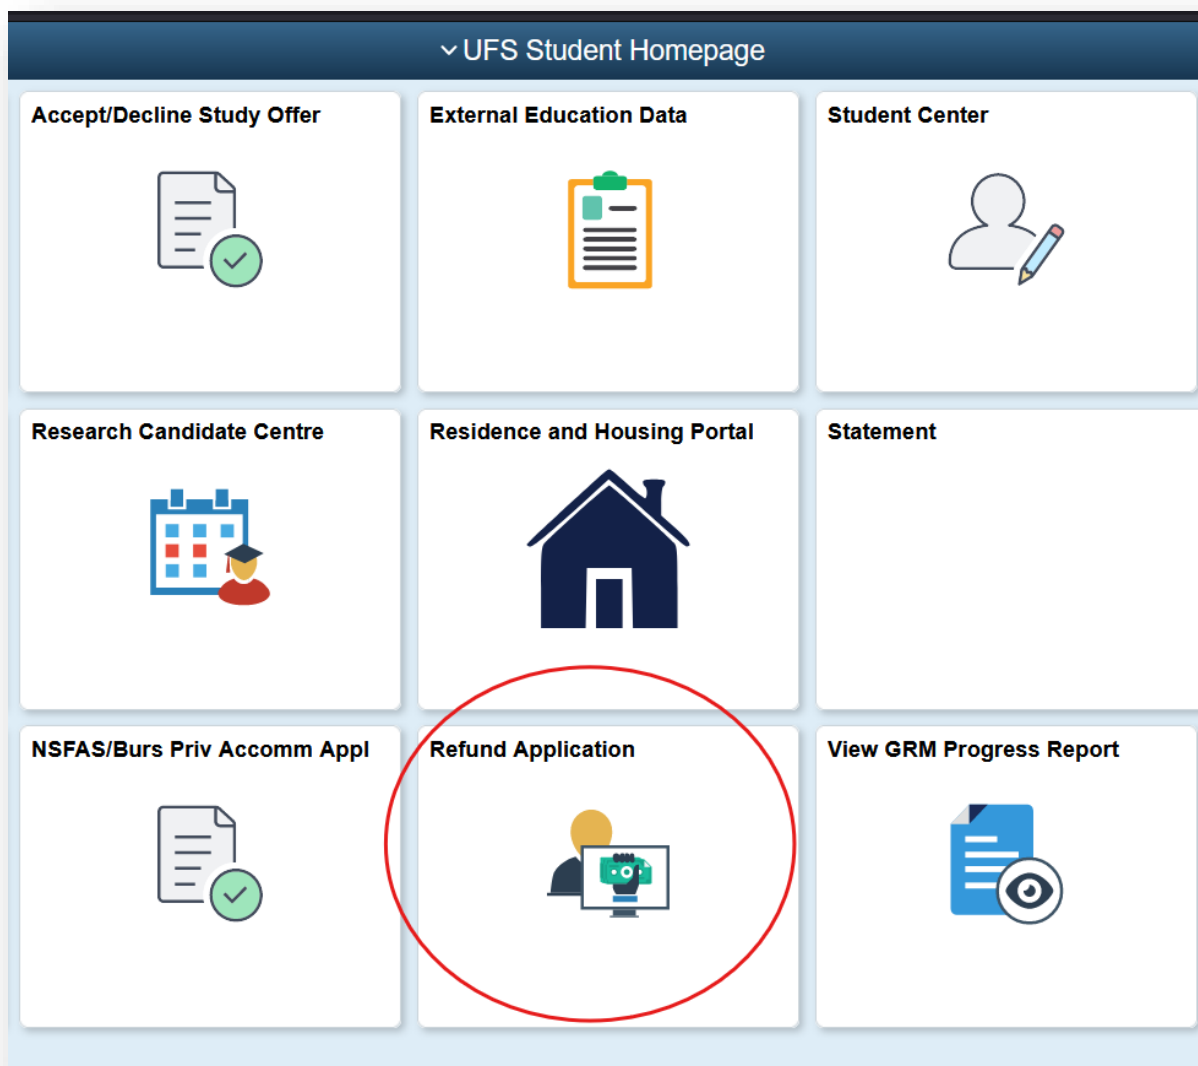 UFS Student Homepage
Accept/Decline Study Offer
External Education Data
Student Center
Research Candidate Centre
Residence and Housing Portal
Statement
NSFAS/Burs Priv Accomm Appl
Refund Application
View GRM Progress Report